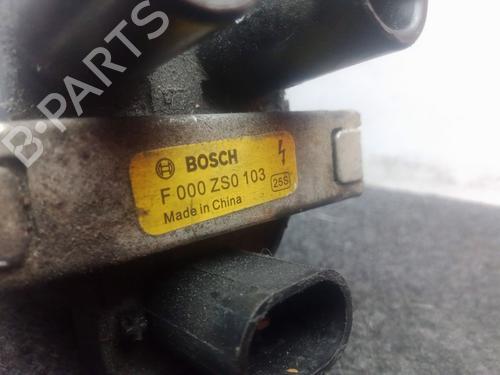 B-PARTS
BOSCH
F 000 ZS0 103
25S
Made in China